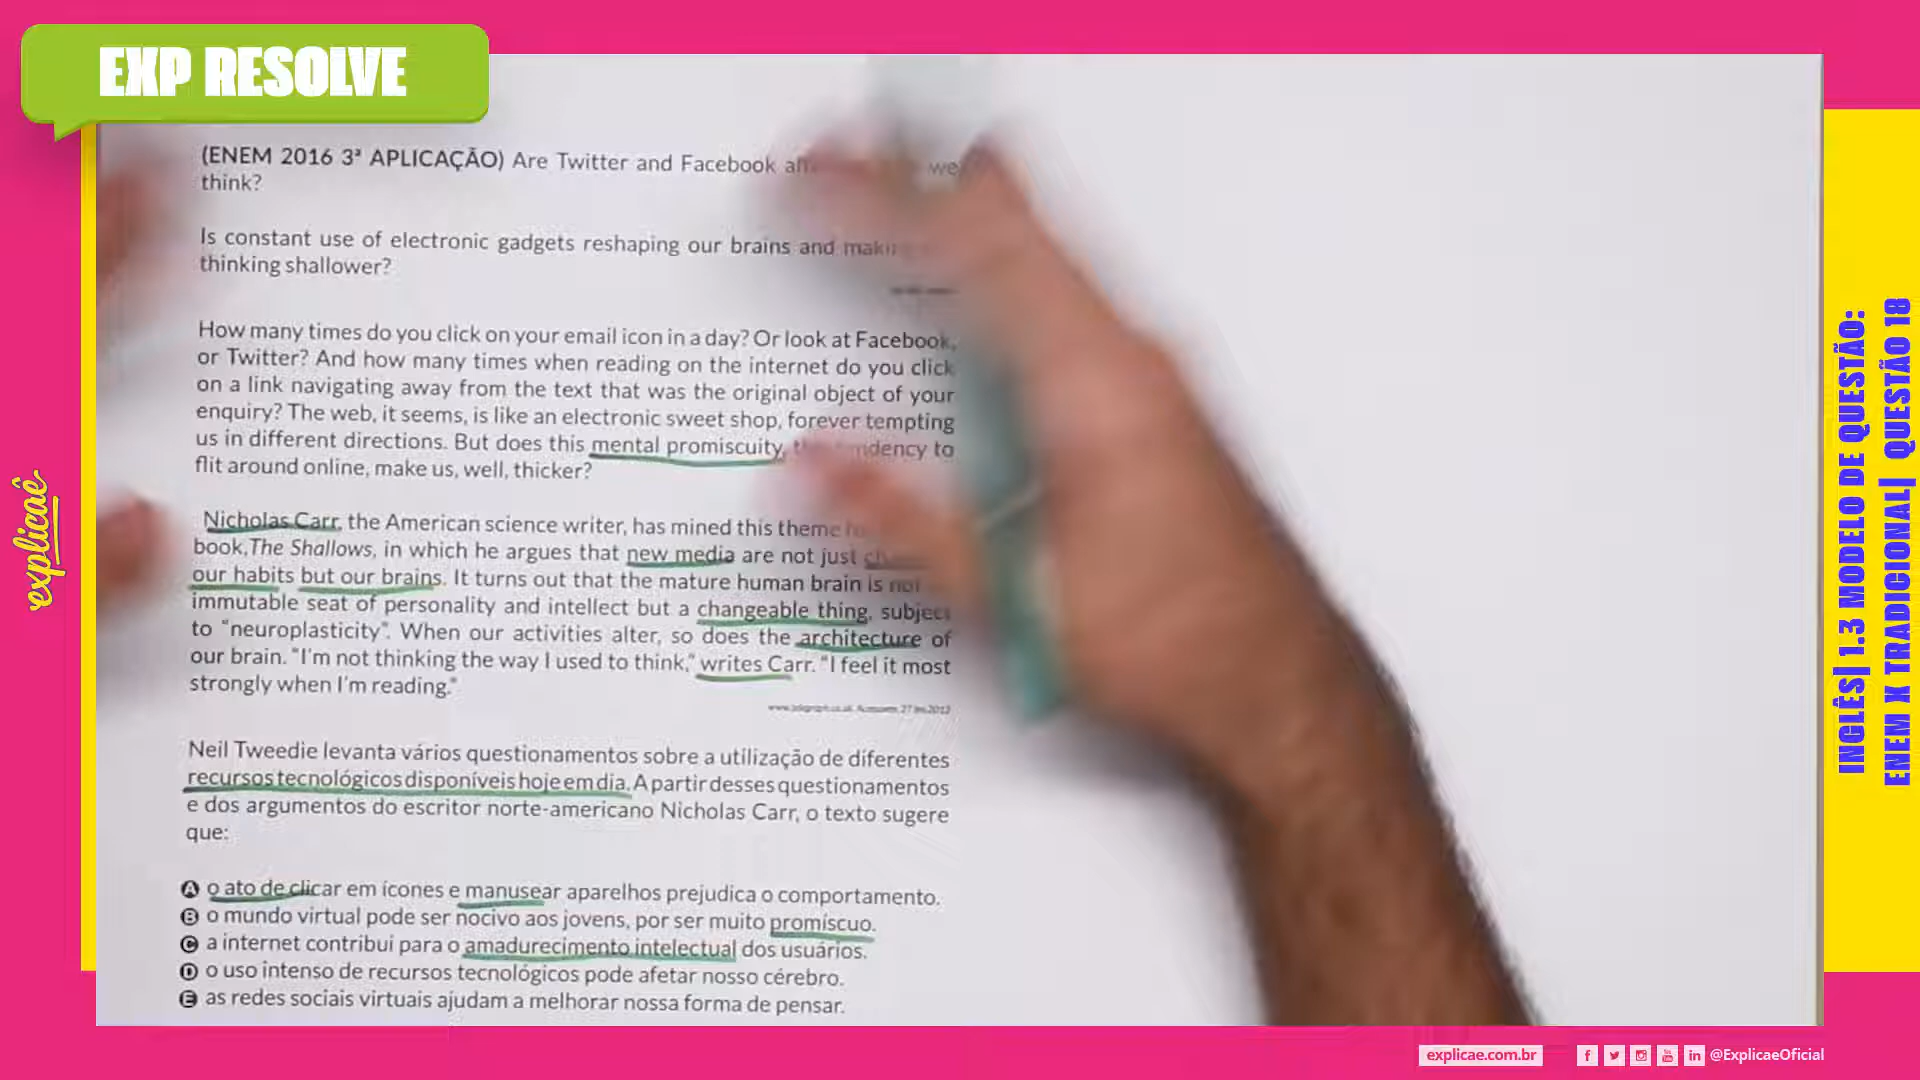 EXP RESOLVE
(ENEM 2016 3ª APLICAÇÃO) Are Twitter and Facebook we
think?
Is constant use of electronic gadgets reshaping our brains and making
thinking shallower?
How many times do you click on your email icon in a day? Or look at Facebook,
or Twitter? And how many times when reading on the internet do you click
on a link navigating away from the text that was the original object of your
enquiry? The web, it seems, is like an electronic sweet shop, forever tempting
us in different directions. But does this mental promiscuity, tendency to
flit around online, make us, well, thicker?
Nicholas Carr, the American science writer, has mined this theme
book, The Shallows, in which he argues that new media are not just
our habits but our brains. It turns out that the mature human brain is not
immutable seat of personality and intellect but a changeable thing, subject
to “neuroplasticity”. When our activities alter, so does the architecture of
our brain. “I’m not thinking the way I used to think,” writes Carr. “I feel it most
strongly when I’m reading.”
Neil Tweedie levanta vários questionamentos sobre a utilização de diferentes
recursos tecnológicos disponíveis hoje em dia. A partir desses questionamentos
e dos argumentos do escritor norte-americano Nicholas Carr, o texto sugere
que:
A o ato de clicar em ícones e manusear aparelhos prejudica o comportamento.
B o mundo virtual pode ser nocivo aos jovens, por ser muito promíscuo.
C a internet contribui para o amadurecimento intelectual dos usuários.
D o uso intenso de recursos tecnológicos pode afetar nosso cérebro.
E as redes sociais virtuais ajudam a melhorar nossa forma de pensar.
explicaê
INGLÊS| 1.3 MODELO DE QUESTÃO:
ENEM X TRADICIONAL| QUESTÃO 18
explicae.com.br
@ExplicaeOficial